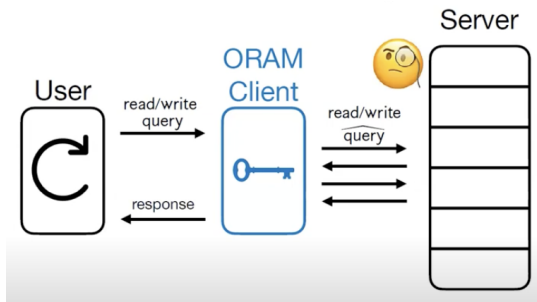 Server
ORAM
Client
User
read/write
query
read/write
query
response